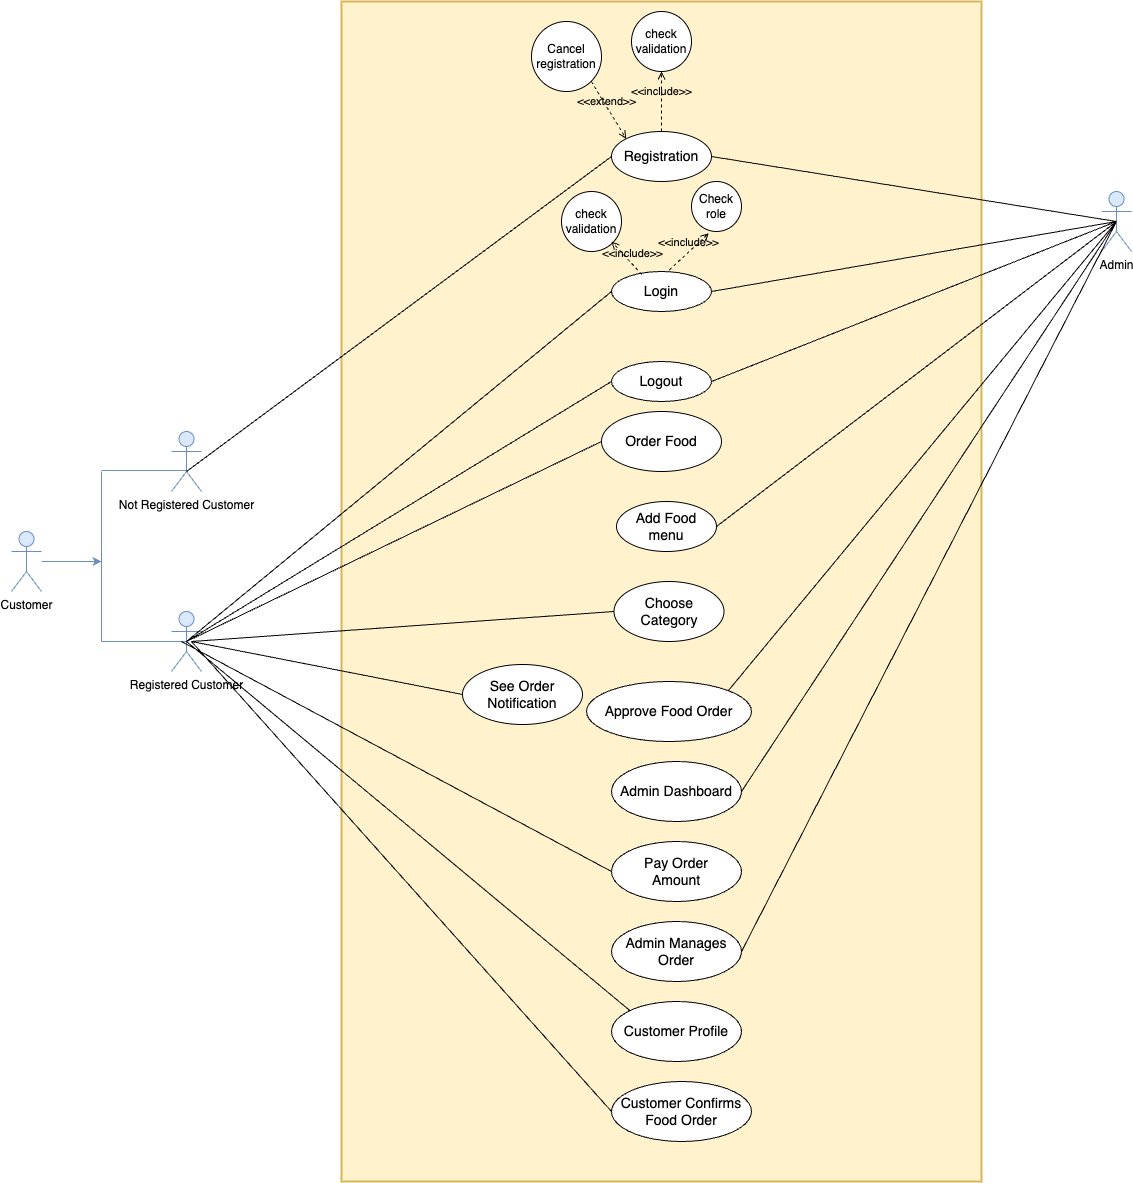 Cancel
registration
check
validation
<<extend>>
<<include>>
Registration
check
validation
Check
role
<<include>>
<<include>>
Login
Admin
Logout
Order Food
Not Registered Customer
Add Food
menu
Customer
Choose
Category
Registered Customer
See Order
Notification
Approve Food Order
Admin Dashboard
Pay Order
Amount
Admin Manages
Order
Customer Profile
Customer Confirms
Food Order